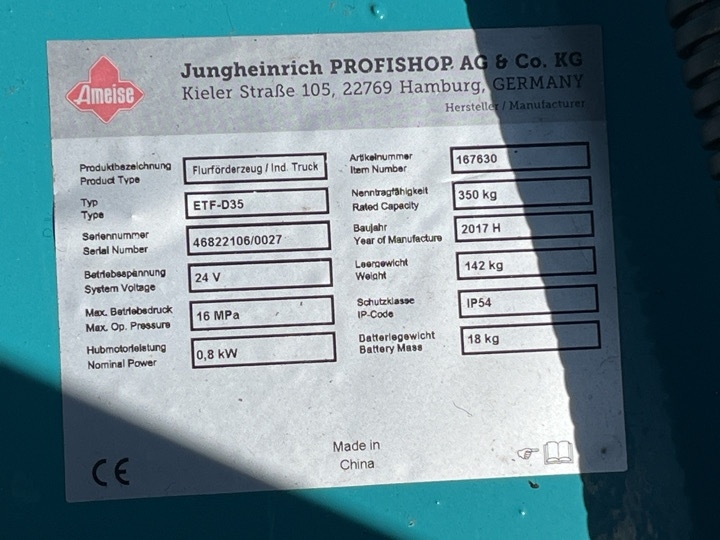 Ameise
Jungheinrich PROFISHOP AG & Co. KG
Kieler Straße 105, 22769 Hamburg, GERMANY
Hersteller / Manufacturer
Produktbezeichnung
Product Type
Flurförderzeug / Ind. Truck
Artikelnummer
Item Number
167630
Typ
Type
ETF-D35
Nenntragfähigkeit
Rated Capacity
350 kg
Seriennummer
Serial Number
46822106/0027
Baujahr
Year of Manufacture
2017 H
Betriebsspannung
System Voltage
24 V
Leergewicht
Weight
142 kg
Max. Betriebsdruck
Max. Op. Pressure
16 MPa
Schutzklasse
IP-Code
IP54
Hubmotorleistung
Nominal Power
0,8 kW
Batteriegewicht
Battery Mass
18 kg
Made in
China
CE